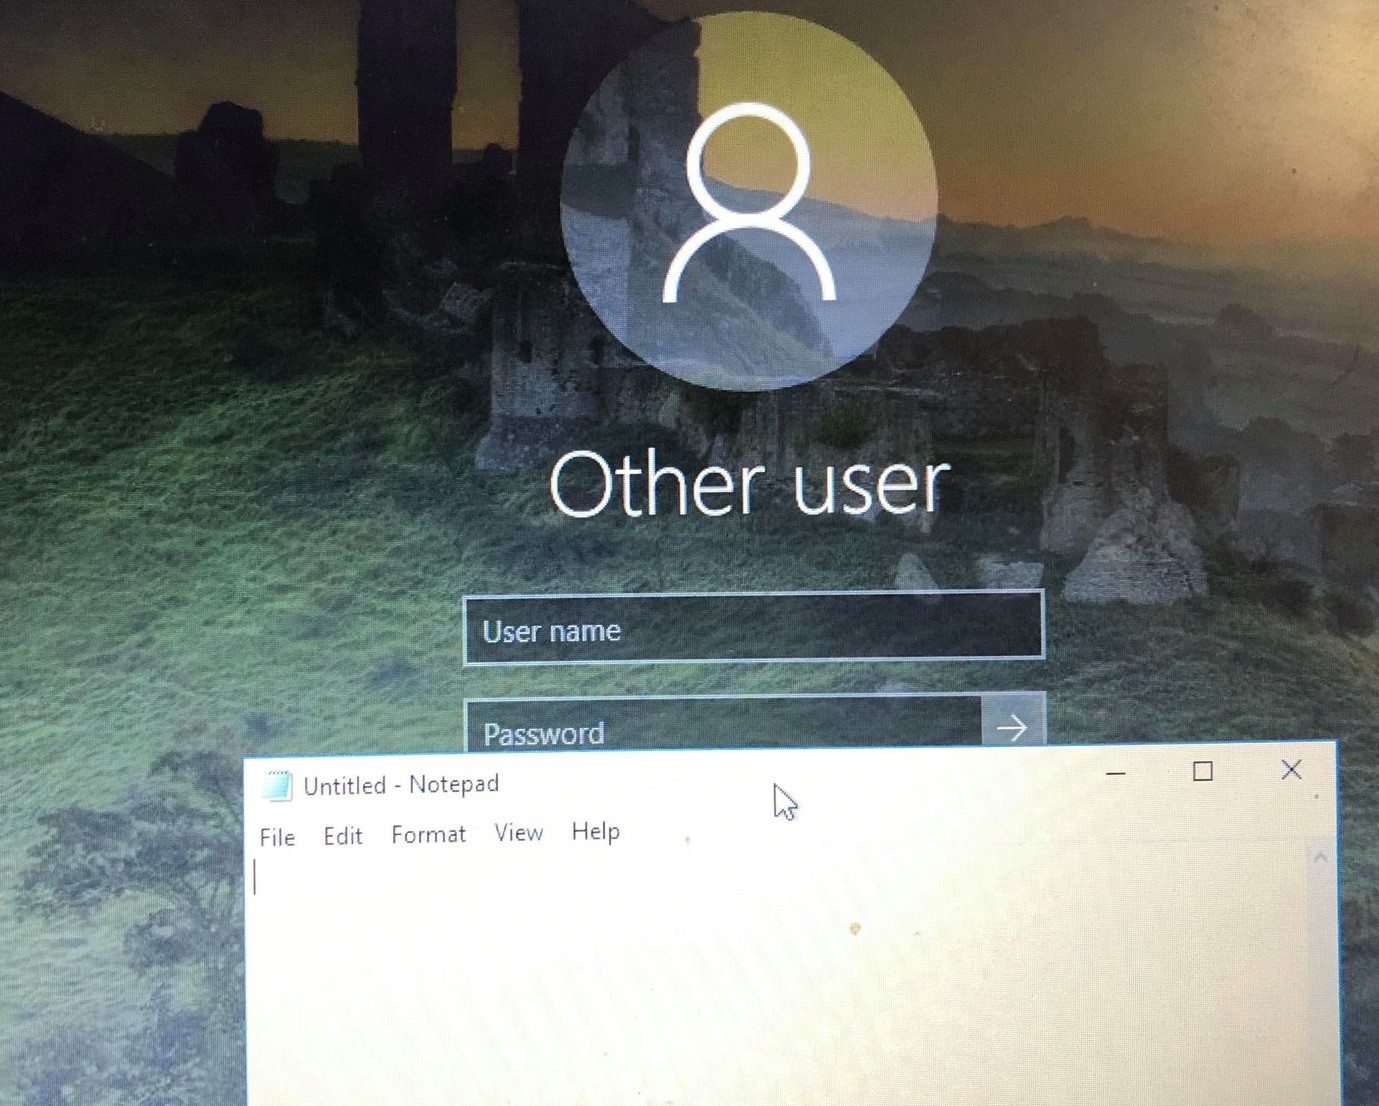 Other user
User name
Password
Untitled - Notepad
File Edit Format View Help